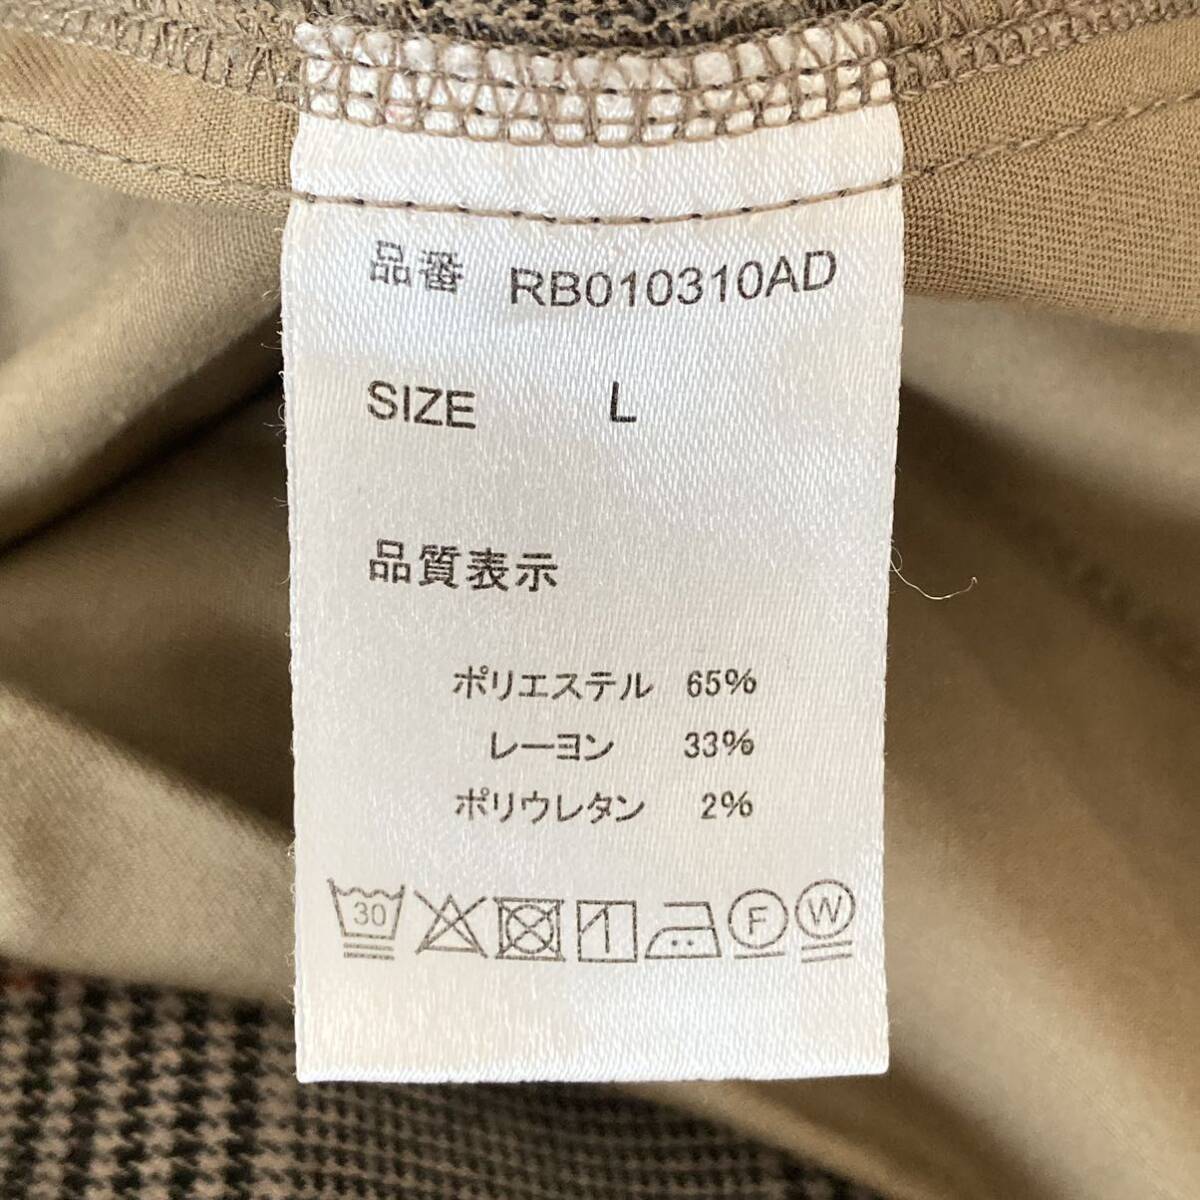 品番 RB010310AD
SIZE L
品質表示
ポリエステル 65%
レーヨン 33%
ポリウレタン 2%
30 F W